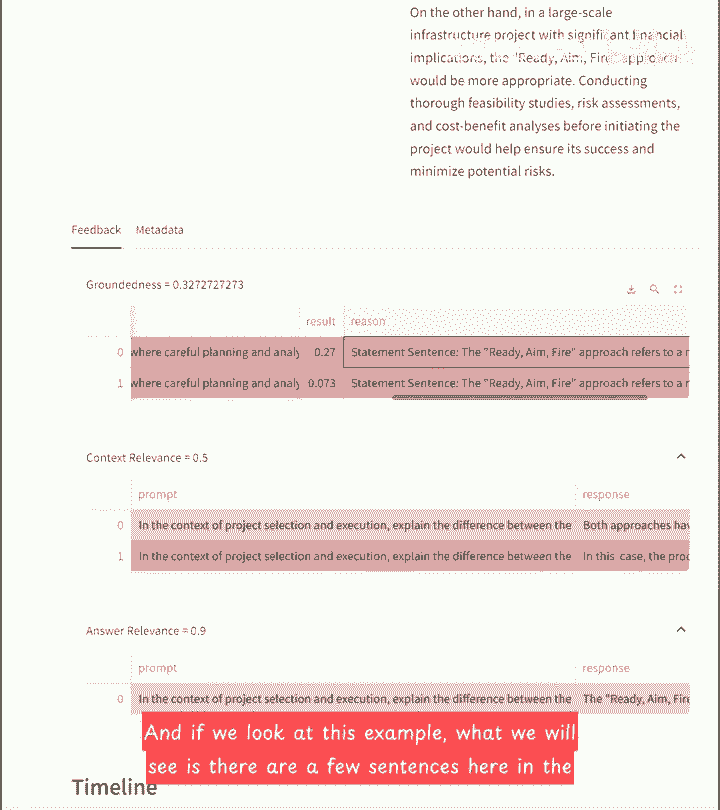 On the other hand, in a large-scale
infrastructure project with significant financial
implications, the "Ready, Aim, Fire" approach
would be more appropriate. Conducting
thorough feasibility studies, risk assessments,
and cost-benefit analyses before initiating the
project would help ensure its success and
minimize potential risks.
Feedback Metadata
Groundedness = 0.3272727273
result reason
0 where careful planning and analy 0.27 Statement Sentence: The "Ready, Aim, Fire" approach refers to a r
1 where careful planning and analy 0.073 Statement Sentence: The "Ready, Aim, Fire" approach refers to a r
Context Relevance = 0.5
prompt response
0 In the context of project selection and execution, explain the difference between the Both approaches hav
1 In the context of project selection and execution, explain the difference between the In this case, the proc
Answer Relevance = 0.9
prompt response
0 In the context of project selection and execution, explain the difference between the The "Ready, Aim, Fire
And if we look at this example, what we will
see is there are a few sentences here in the
Timeline